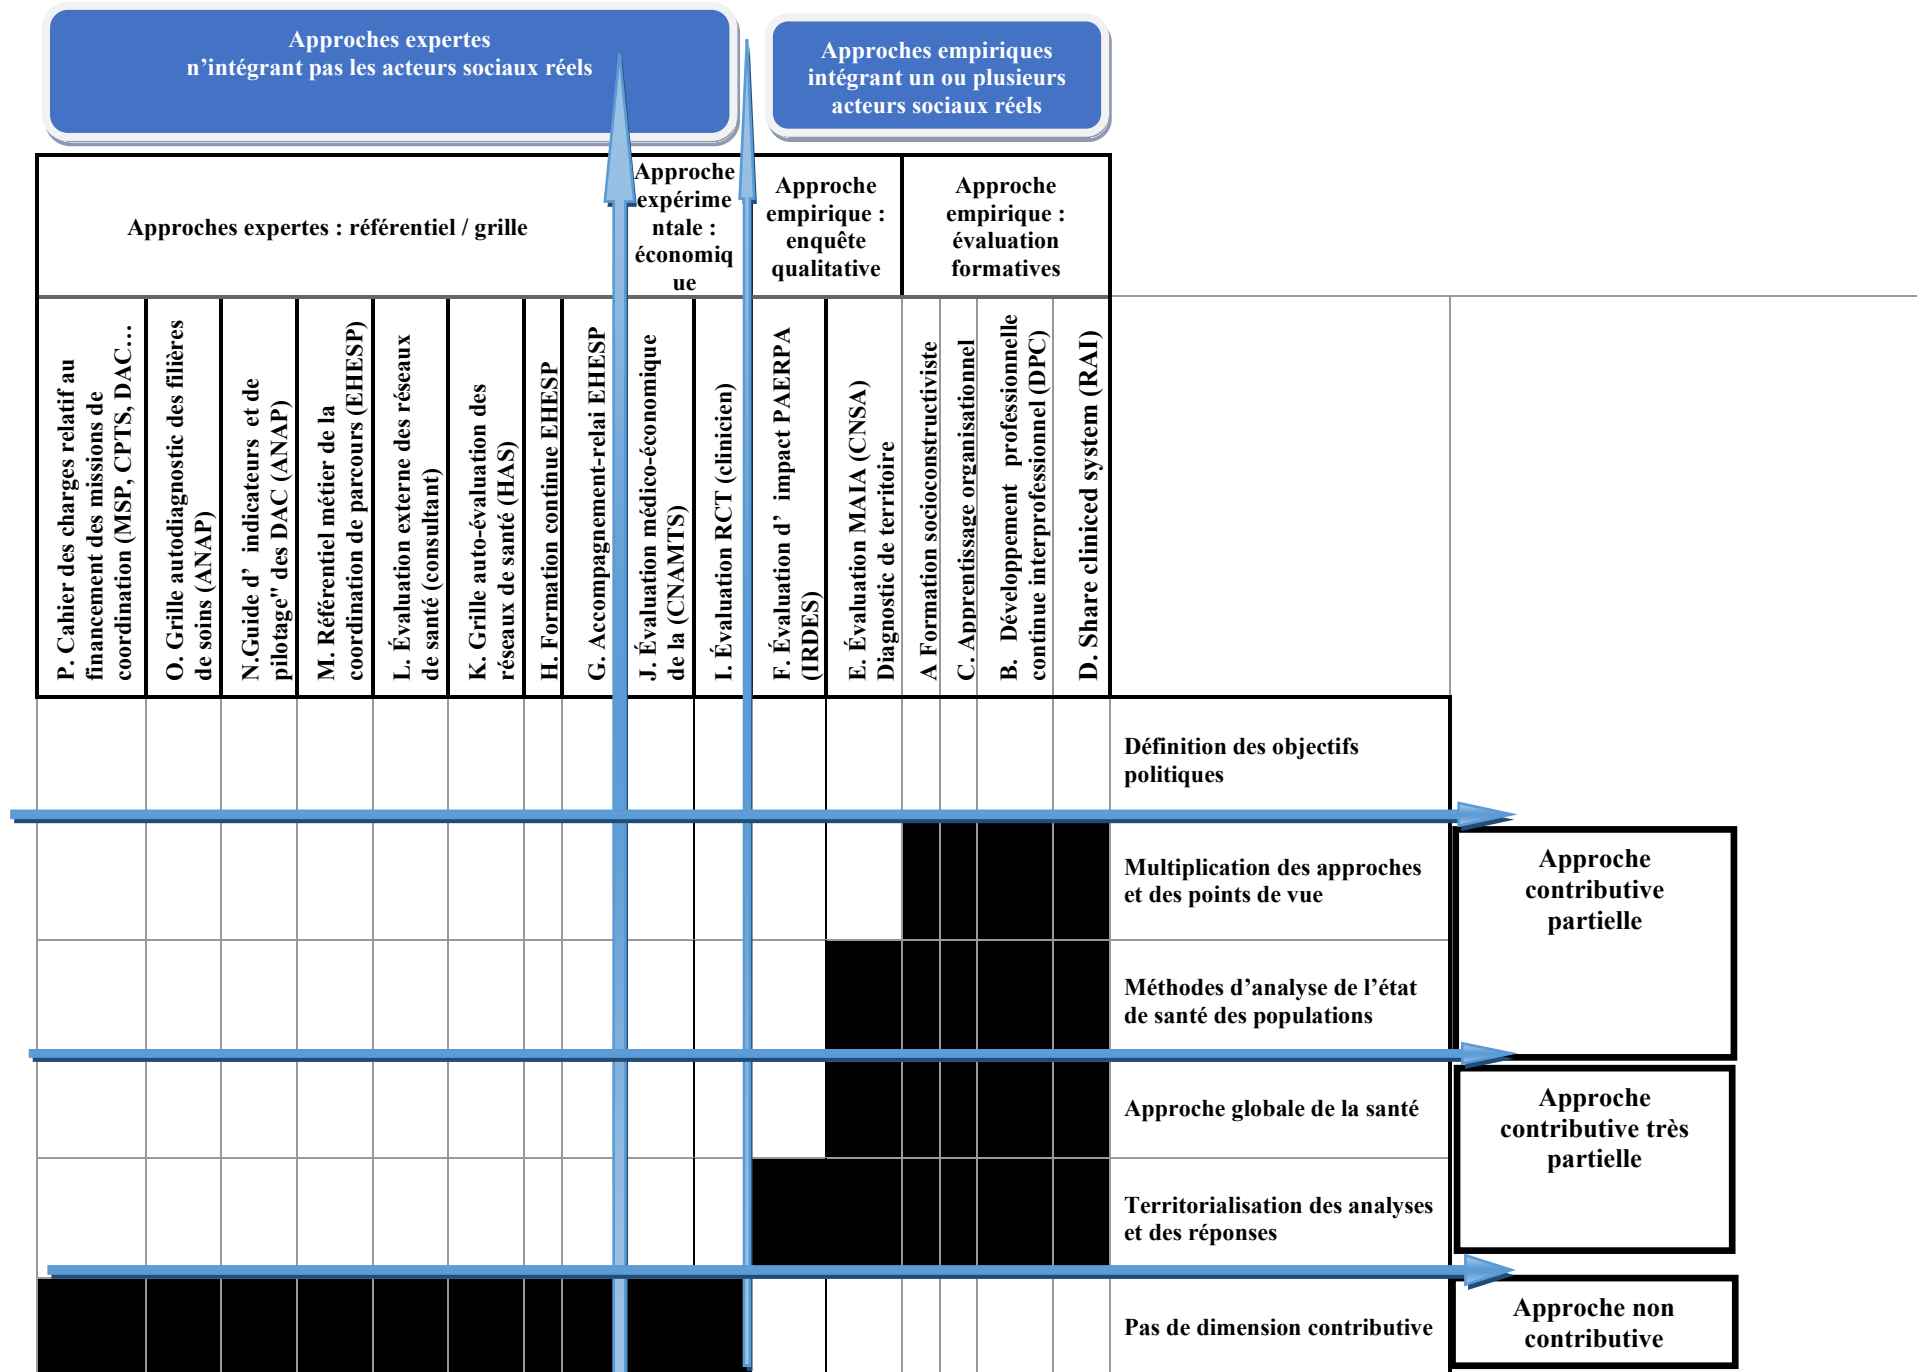 Approches expertes
n’intégrant pas les acteurs sociaux réels
Approches empiriques
intégrant un ou plusieurs
acteurs sociaux réels
Approches expertes : référentiel / grille
Approche
expérime
ntale :
économiq
ue
Approche
empirique :
enquête
qualitative
Approche
empirique :
évaluation
formatives
P. Cahier des charges relatif au
financement des missions de
coordination (MSP, CPTS, DAC…
O. Grille autodiagnostic des filières
de soins (ANAP)
N.Guide d’ indicateurs et de
pilotage" des DAC (ANAP)
M. Référentiel métier de la
coordination de parcours (EHESP)
L. Évaluation externe des réseaux
de santé (consultant)
K. Grille auto-évaluation des
réseaux de santé (HAS)
H. Formation continue EHESP
G. Accompagnement-relai EHESP
J. Évaluation médico-économique
de la (CNAMTS)
I. Évaluation RCT (clinicien)
F. Évaluation d’ impact PAERPA
(IRDES)
E. Évaluation MAIA (CNSA)
Diagnostic de territoire
A Formation socioconstructiviste
C. Apprentissage organisationnel
B. Développement professionnelle
continue interprofessionnel (DPC)
D. Share cliniced system (RAI)
Définition des objectifs
politiques
Multiplication des approches
et des points de vue
Approche
contributive
partielle
Méthodes d’analyse de l’état
de santé des populations
Approche globale de la santé
Approche
contributive très
partielle
Territorialisation des analyses
et des réponses
Pas de dimension contributive
Approche non
contributive